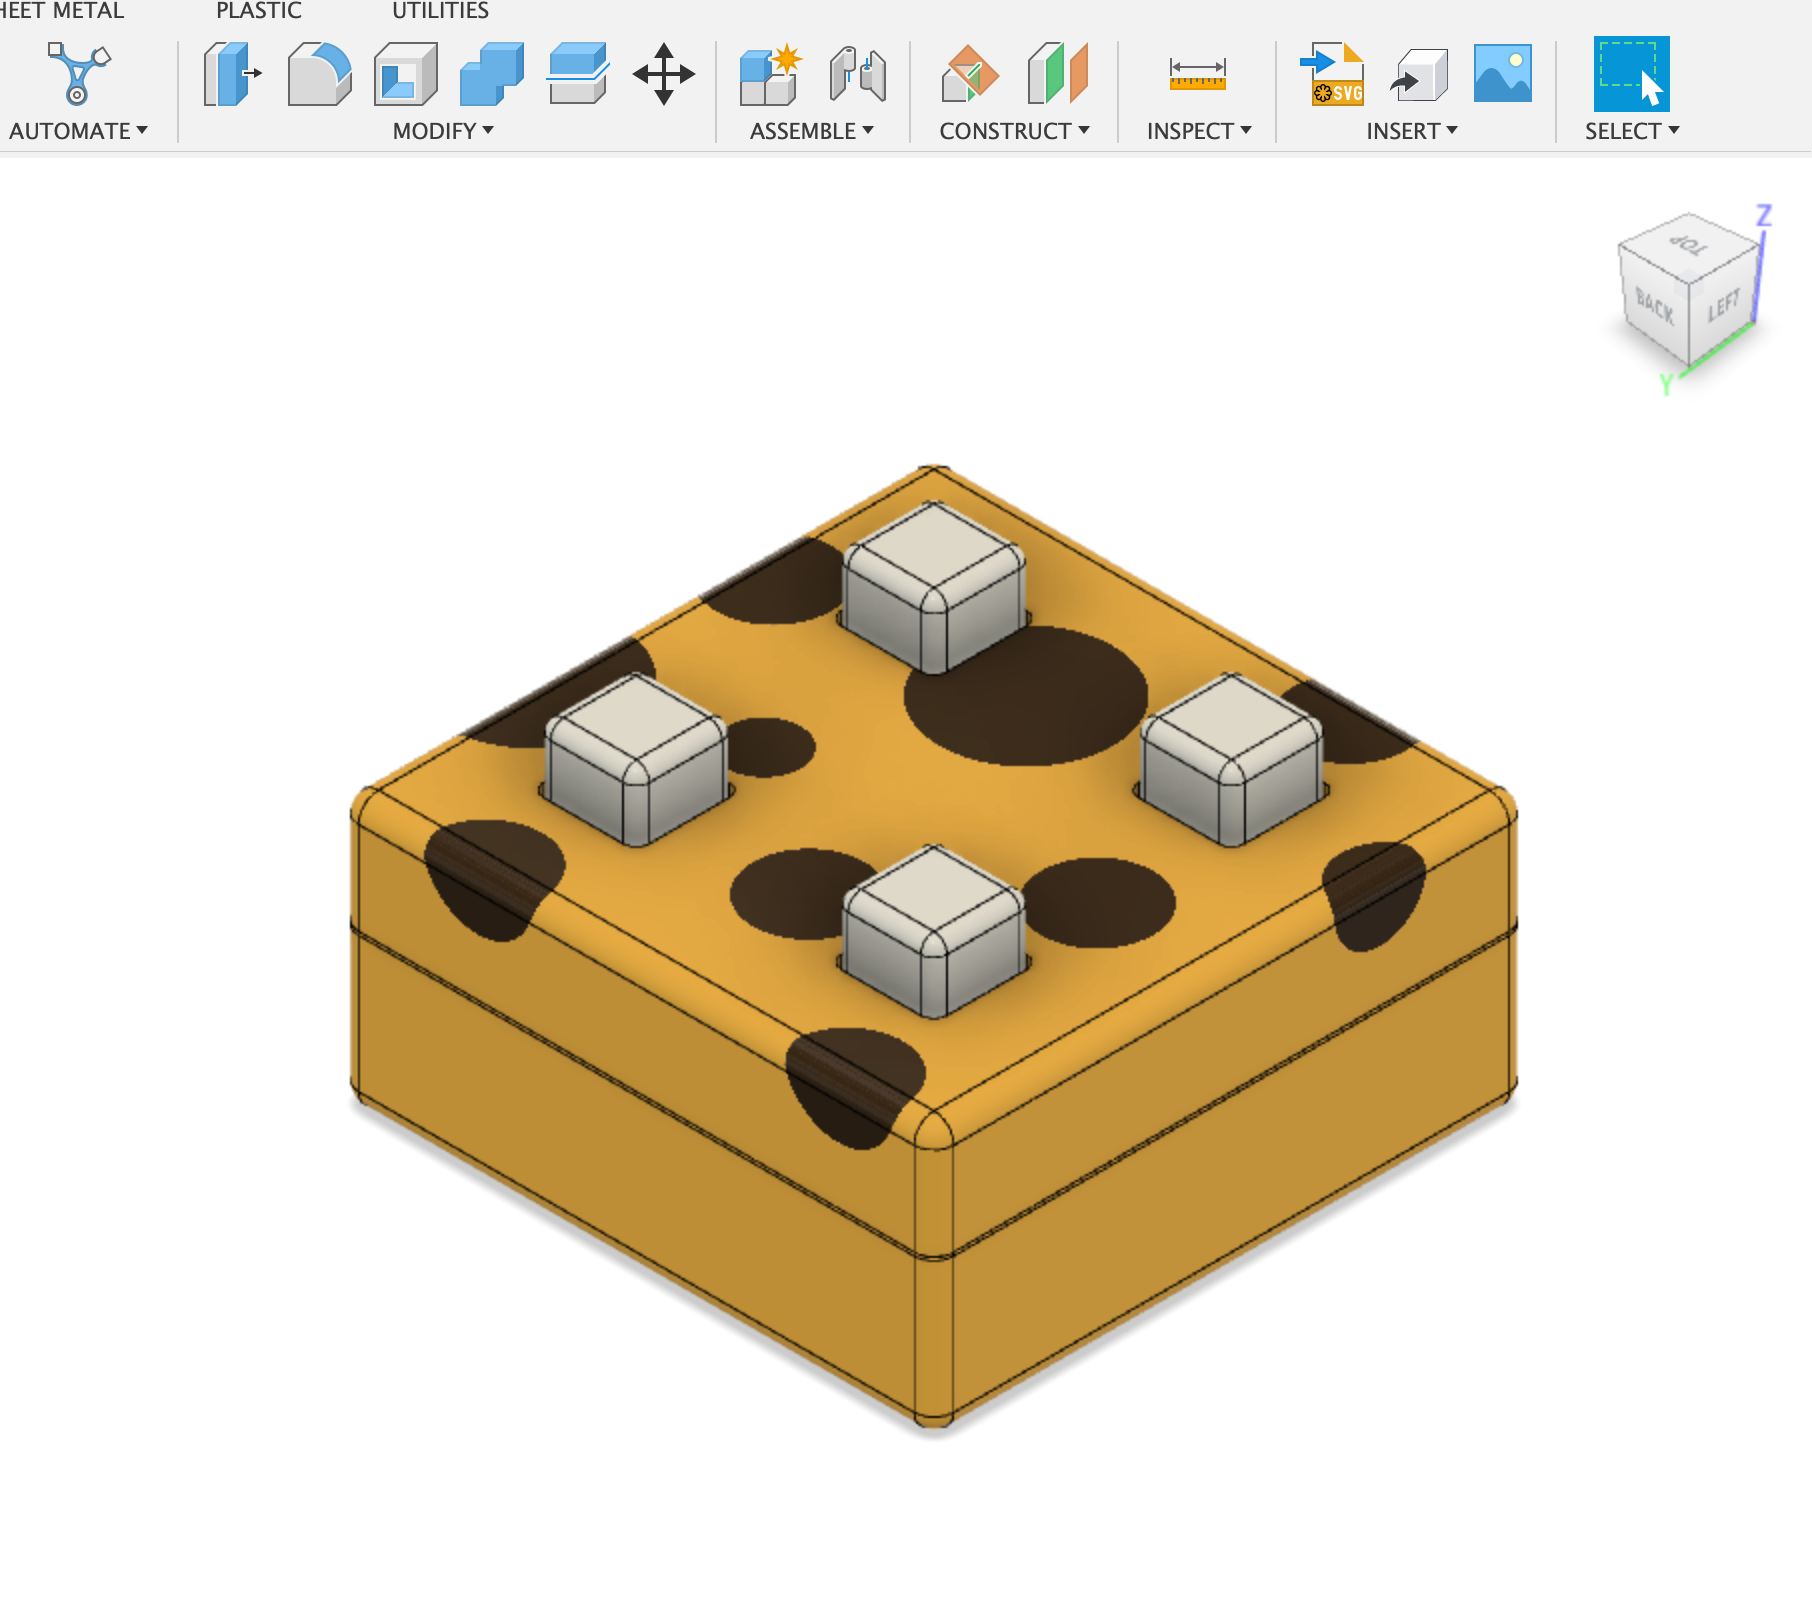 HEET METAL PLASTIC UTILITIES
SVG
AUTOMATE MODIFY ASSEMBLE CONSTRUCT INSPECT INSERT SELECT
Z
TOP
BACK LEFT
Y